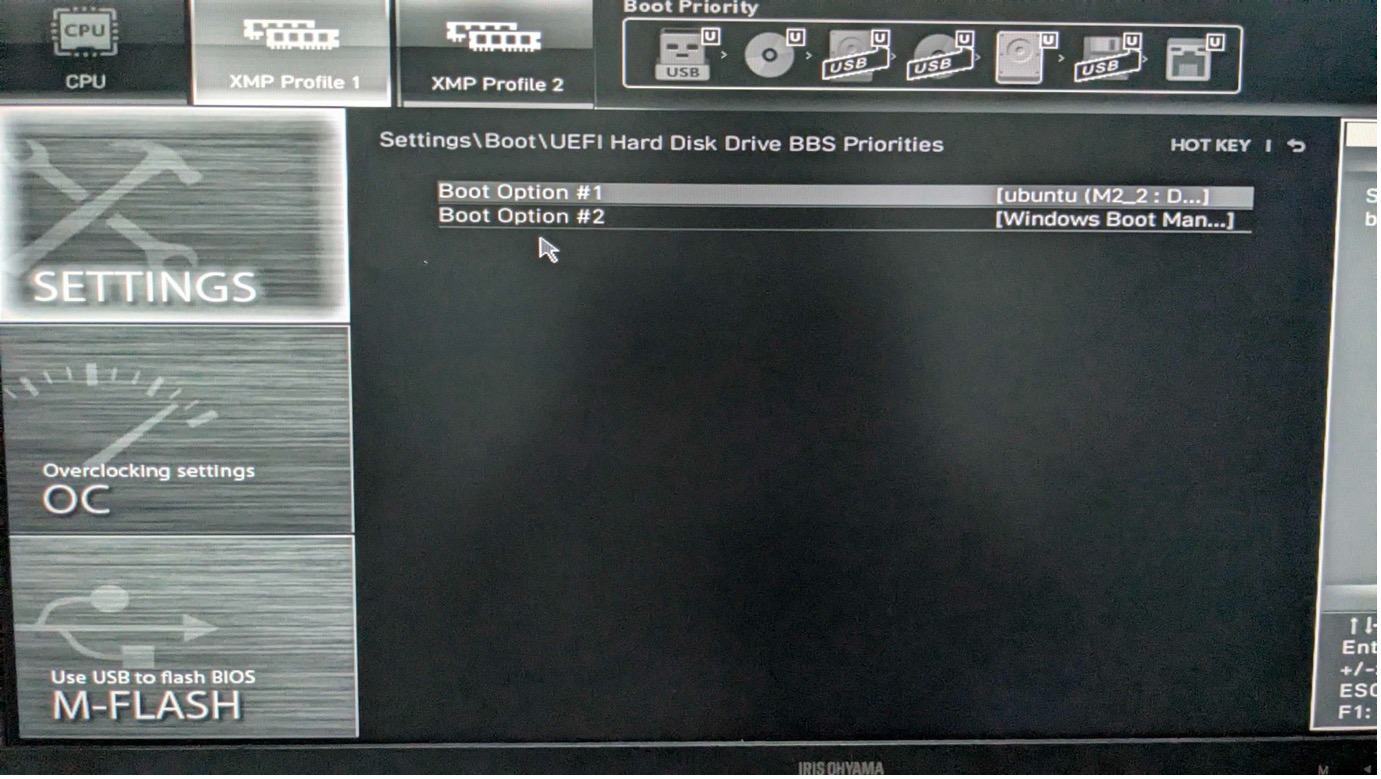 Boot Priority
CPU
CPU
XMP Profile 1
XMP Profile 2
USB
U
U
USB
U
USB
U
U
USB
U
U
Settings\Boot\UEFI Hard Disk Drive BBS Priorities
HOT KEY |
Boot Option #1 [ubuntu (M2_2 : D...]
Boot Option #2 [Windows Boot Man...]
SETTINGS
Overclocking settings
OC
Use USB to flash BIOS
M-FLASH
+/-
ESC
F1:
IRIS OHYAMA
M